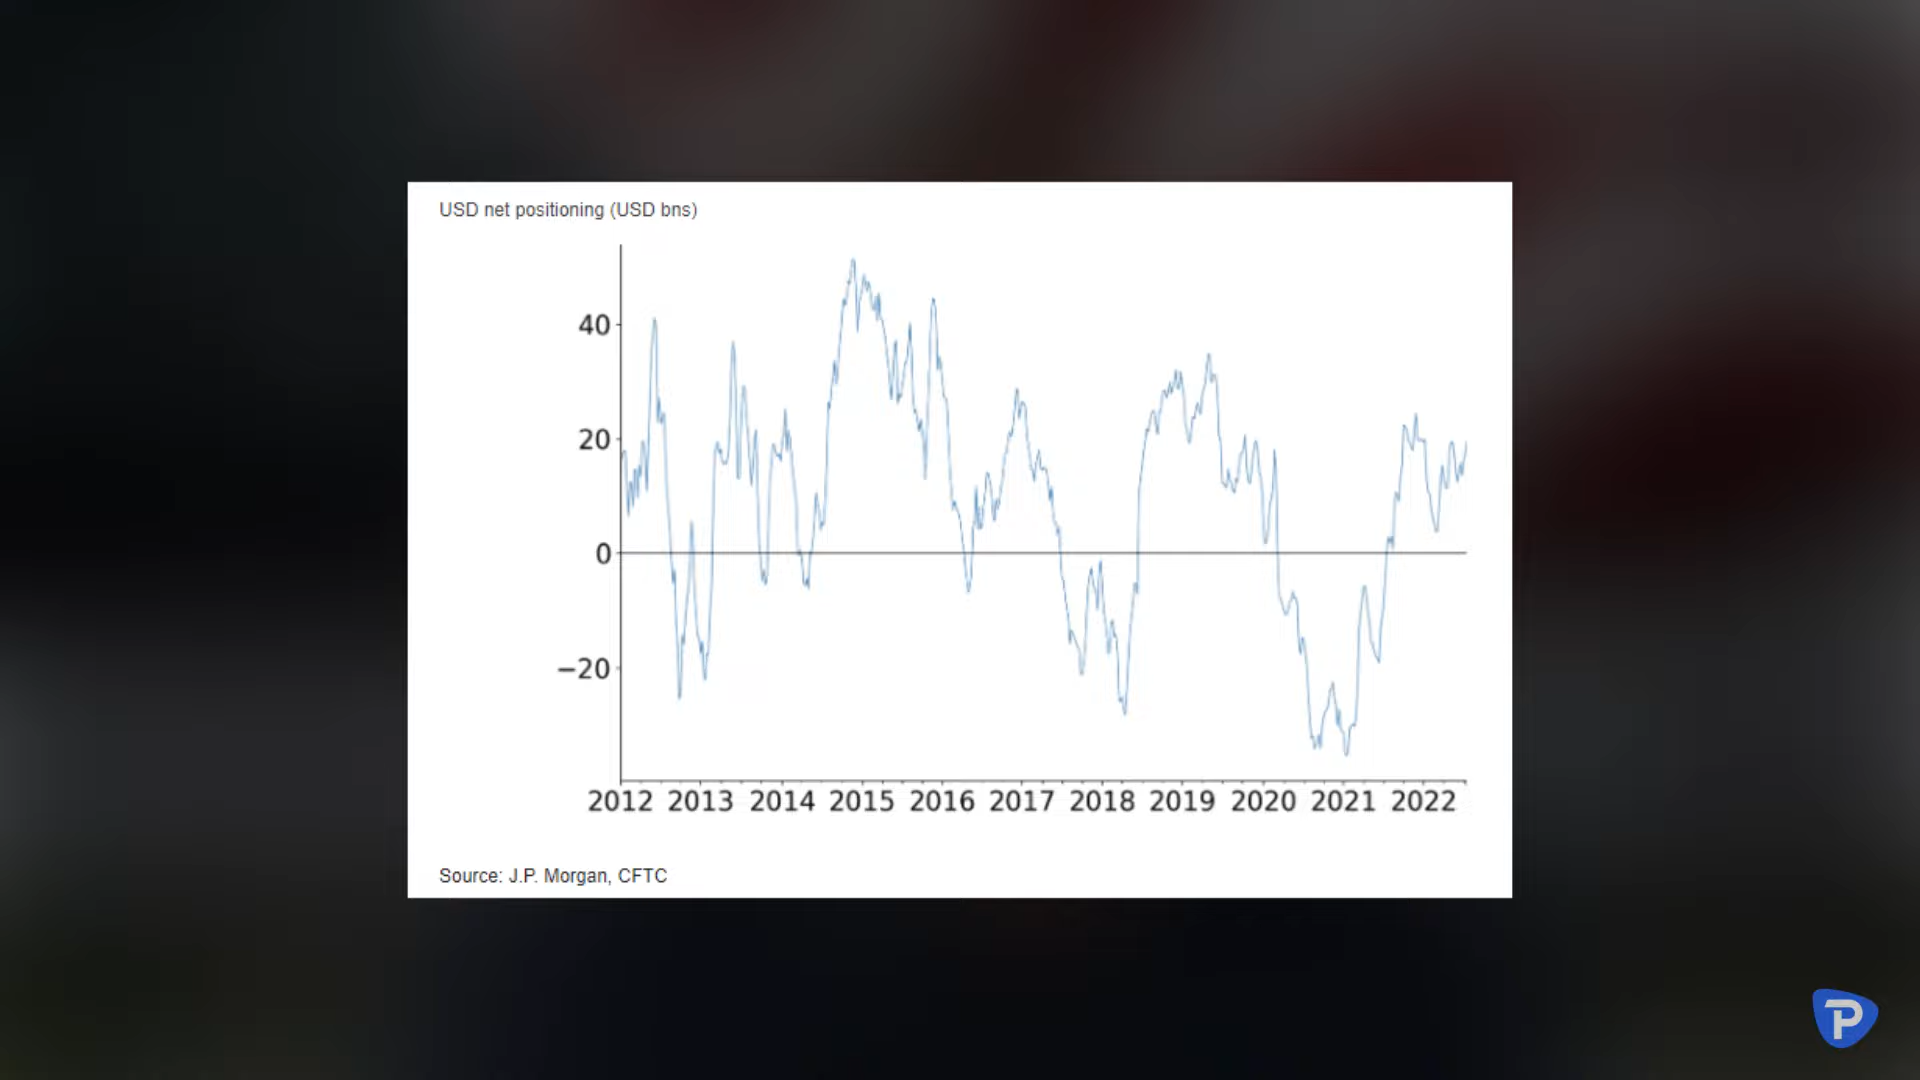 USD net positioning (USD bns)
40
20
0
−20
2012 2013 2014 2015 2016 2017 2018 2019 2020 2021 2022
Source: J.P. Morgan, CFTC
P